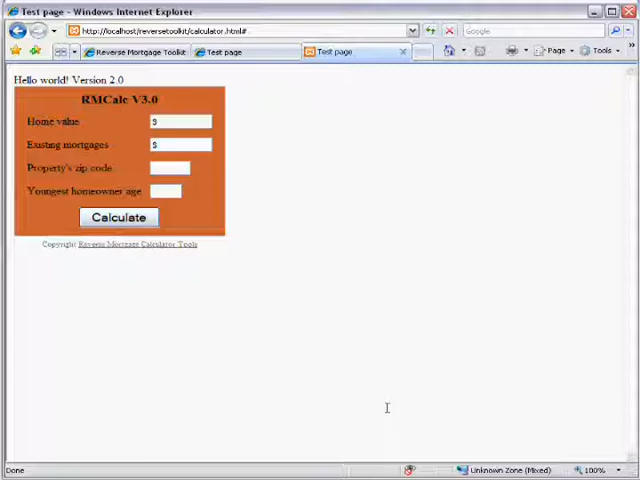 Test page - Windows Internet Explorer
http://localhost/reversetoolkit/calculator.html#
Google
Reverse Mortgage Toolkit
Test page
Test page
Page
Tools
Hello world! Version 2.0
RMCalc V3.0
Home value $
Existing mortgages $
Property's zip code
Youngest homeowner age
Calculate
Copyright Reverse Mortgage Calculator Tools
Done
Unknown Zone (Mixed)
100%